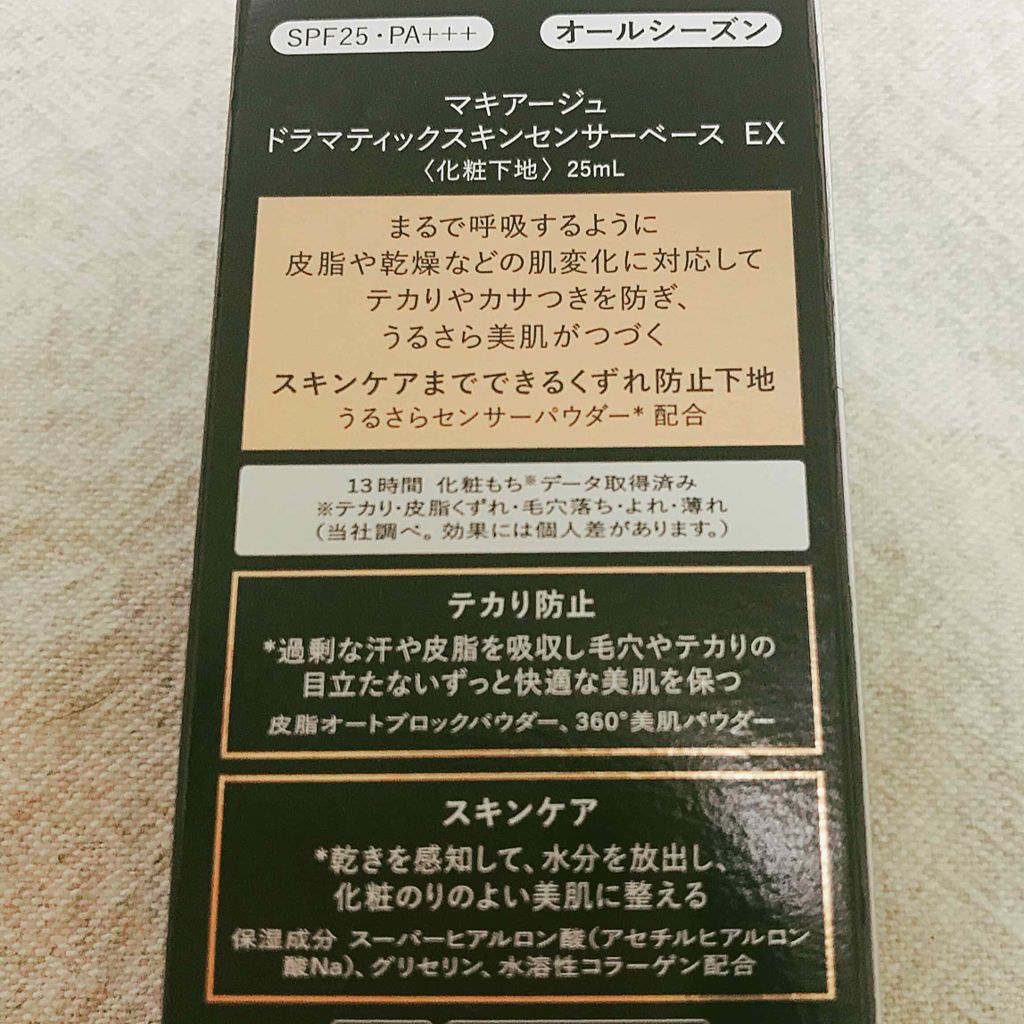 SPF25・PA+++
オールシーズン
マキアージュ
ドラマティックスキンセンサーベース EX
〈化粧下地〉25mL
まるで呼吸するように
皮脂や乾燥などの肌変化に対応して
テカリやカサつきを防ぎ、
うるさら美肌がつづく
スキンケアまでできるくずれ防止下地
うるさらセンサーパウダー* 配合
13時間 化粧もち※データ取得済み
※テカリ・皮脂くずれ・毛穴落ち・よれ・薄れ
(当社調べ。効果には個人差があります。)
テカリ防止
*過剰な汗や皮脂を吸収し毛穴やテカリの
目立たないずっと快適な美肌を保つ
皮脂オートブロックパウダー、360°美肌パウダー
スキンケア
*乾きを感知して、水分を放出し、
化粧のりのよい美肌に整える
保湿成分 スーパーヒアルロン酸(アセチルヒアルロン
酸Na)、グリセリン、水溶性コラーゲン配合